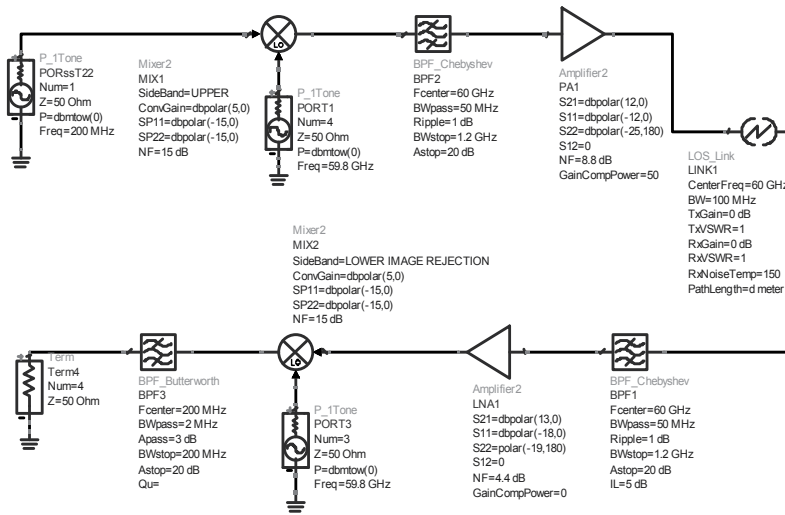 P_1Tone
PORssT22
Num=1
Z=50 Ohm
P=dbmtow(0)
Freq=200 MHz
Mixer2
MIX1
SideBand=UPPER
ConvGain=dbpolar(5,0)
SP11=dbpolar(-15,0)
SP22=dbpolar(-15,0)
NF=15 dB
LO
P_1Tone
PORT1
Num=4
Z=50 Ohm
P=dbmtow(0)
Freq=59.8 GHz
BPF_Chebyshev
BPF2
Fcenter=60 GHz
BWpass=50 MHz
Ripple=1 dB
BWstop=1.2 GHz
Astop=20 dB
Amplifier2
PA1
S21=dbpolar(12,0)
S11=dbpolar(-12,0)
S22=dbpolar(-25,180)
S12=0
NF=8.8 dB
GainCompPower=50
LOS_Link
LINK1
CenterFreq=60 GHz
BW=100 MHz
TxGain=0 dB
TxVSWR=1
RxGain=0 dB
RxVSWR=1
RxNoiseTemp=150
PathLength=d meter
Term
Term4
Num=4
Z=50 Ohm
BPF_Butterworth
BPF3
Fcenter=200 MHz
BWpass=2 MHz
Apass=3 dB
BWstop=200 MHz
Astop=20 dB
Qu=
Mixer2
MIX2
SideBand=LOWER IMAGE REJECTION
ConvGain=dbpolar(5,0)
SP11=dbpolar(-15,0)
SP22=dbpolar(-15,0)
NF=15 dB
LO
P_1Tone
PORT3
Num=3
Z=50 Ohm
P=dbmtow(0)
Freq=59.8 GHz
Amplifier2
LNA1
S21=dbpolar(13,0)
S11=dbpolar(-18,0)
S22=polar(-19,180)
S12=0
NF=4.4 dB
GainCompPower=0
BPF_Chebyshev
BPF1
Fcenter=60 GHz
BWpass=50 MHz
Ripple=1 dB
BWstop=1.2 GHz
Astop=20 dB
IL=5 dB